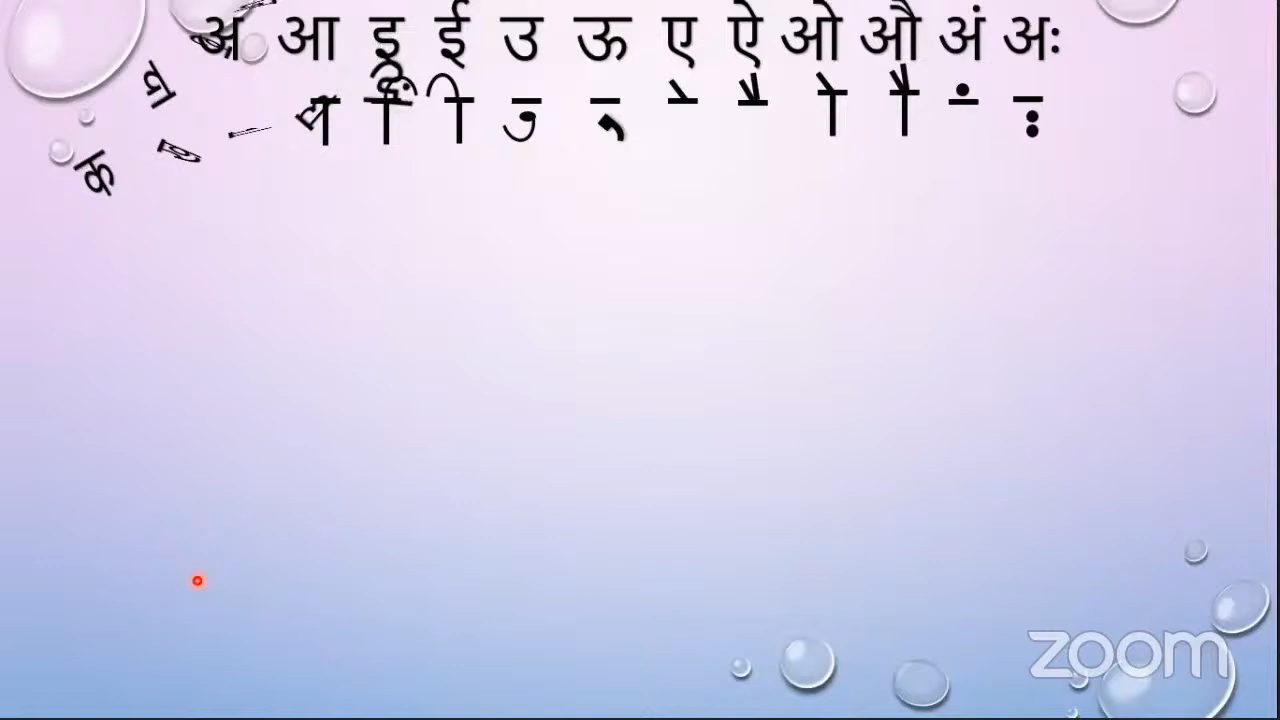 अ आ इ ई उ ऊ ए ऐ ओ औ अं अः
ा ि ी ु ू े ै ो ौ ं ः
क
zoom